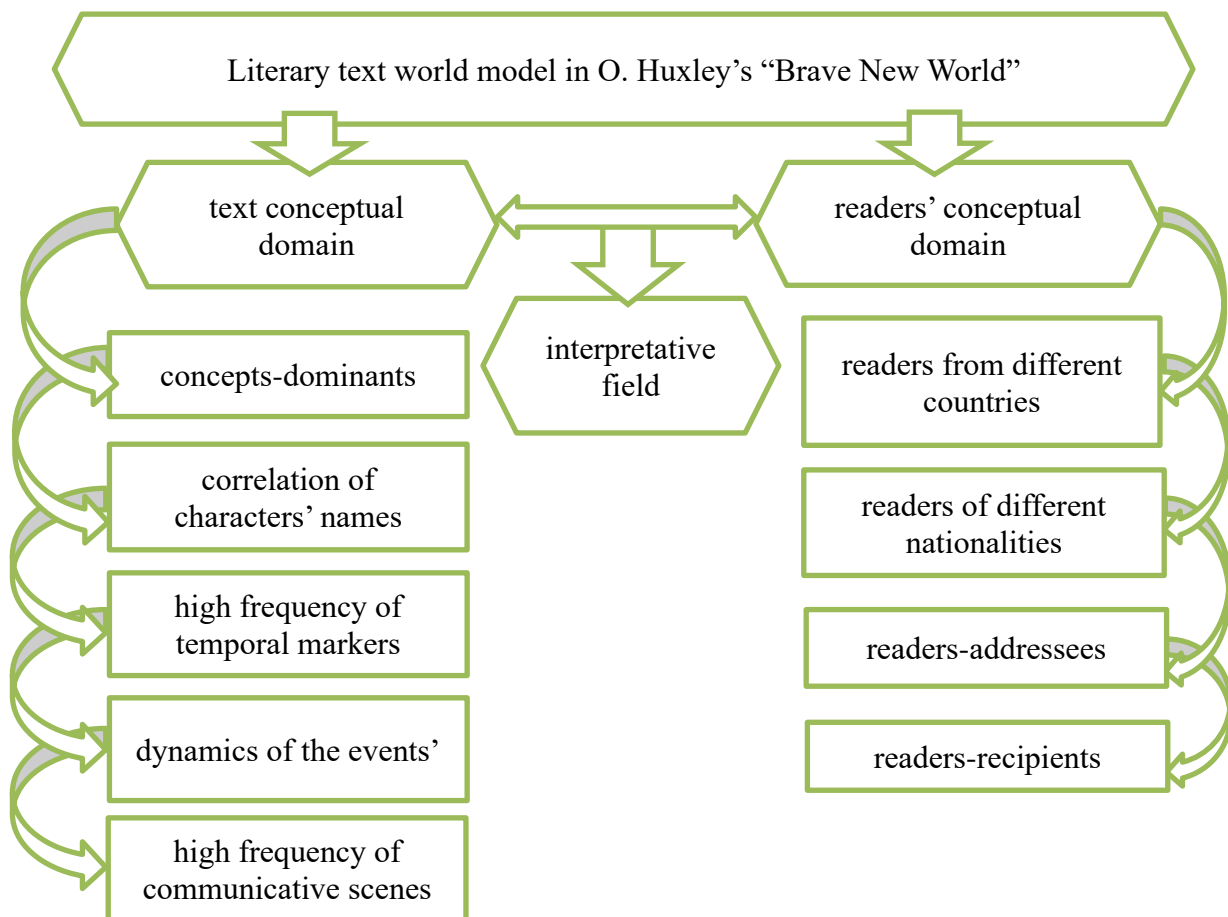 Literary text world model in O. Huxley’s “Brave New World”
text conceptual
domain
readers’ conceptual
domain
interpretative
field
concepts-dominants
correlation of
characters’ names
high frequency of
temporal markers
dynamics of the events’
high frequency of
communicative scenes
readers from different
countries
readers of different
nationalities
readers-addressees
readers-recipients